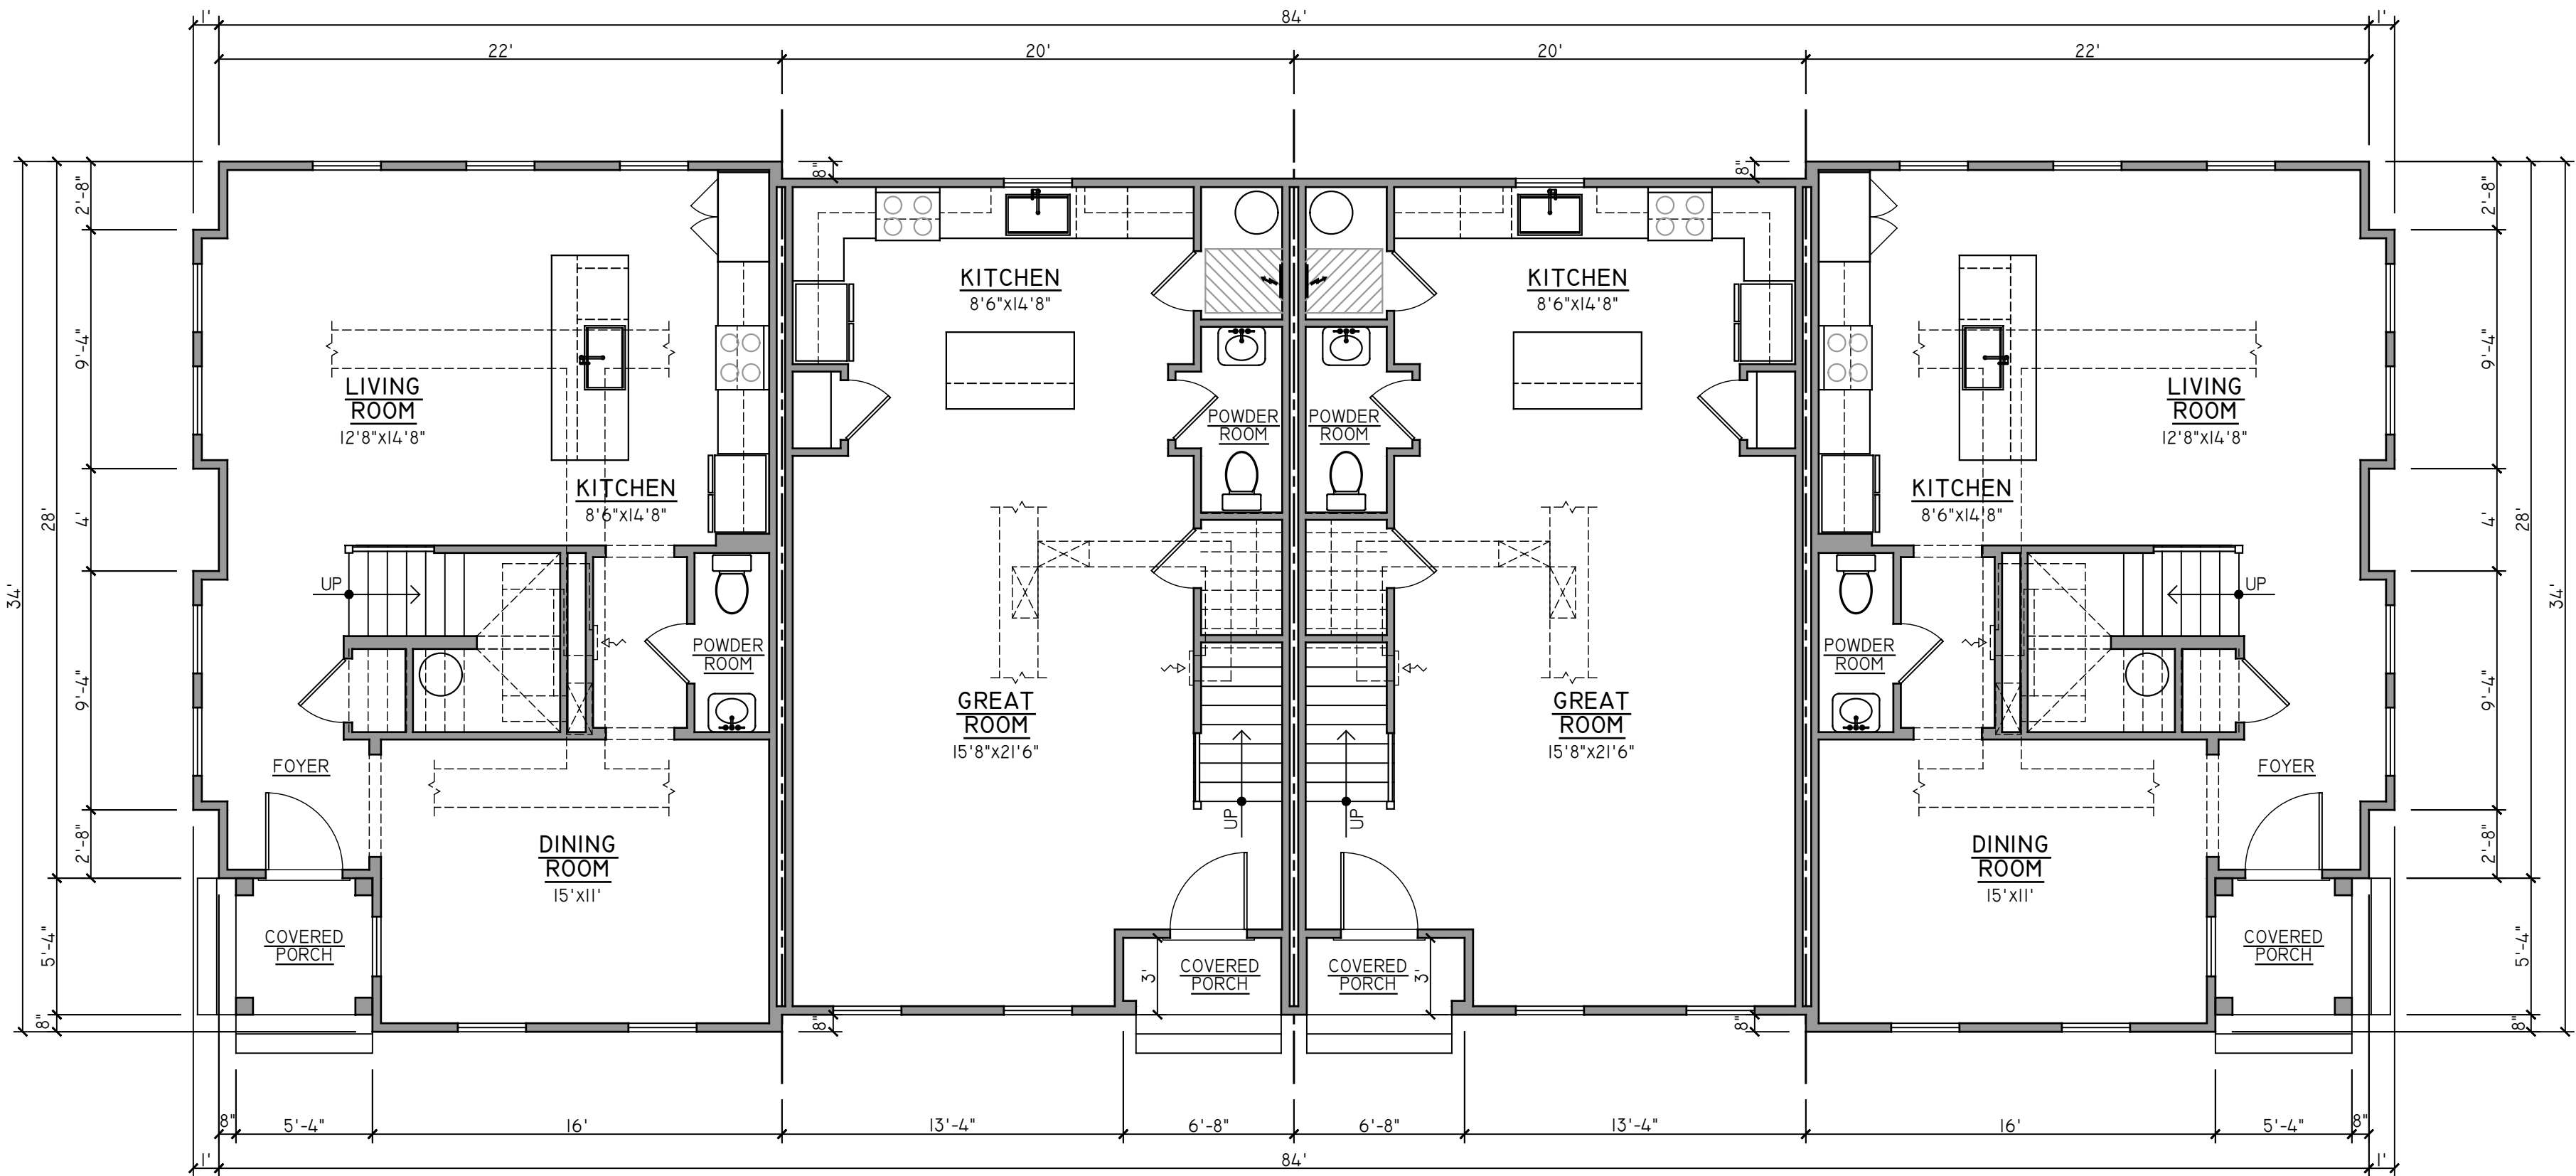 1'
84'
1'
22'
20'
20'
22'
8"
8"
2'-8"
9'-4"
4'
9'-4"
2'-8"
28'
34'
5'-4"
8"
LIVING
ROOM
12'8"x14'8"
KITCHEN
8'6"x14'8"
UP
POWDER
ROOM
FOYER
DINING
ROOM
15'x11'
COVERED
PORCH
KITCHEN
8'6"x14'8"
POWDER
ROOM
GREAT
ROOM
15'8"x21'6"
UP
COVERED
PORCH
3'
8"
KITCHEN
8'6"x14'8"
POWDER
ROOM
GREAT
ROOM
15'8"x21'6"
UP
COVERED
PORCH
3'
8"
LIVING
ROOM
12'8"x14'8"
KITCHEN
8'6"x14'8"
UP
POWDER
ROOM
FOYER
DINING
ROOM
15'x11'
COVERED
PORCH
2'-8"
9'-4"
4'
9'-4"
2'-8"
28'
34'
5'-4"
8"
8"
5'-4"
16'
13'-4"
6'-8"
6'-8"
13'-4"
16'
5'-4"
8"
1'
84'
1'